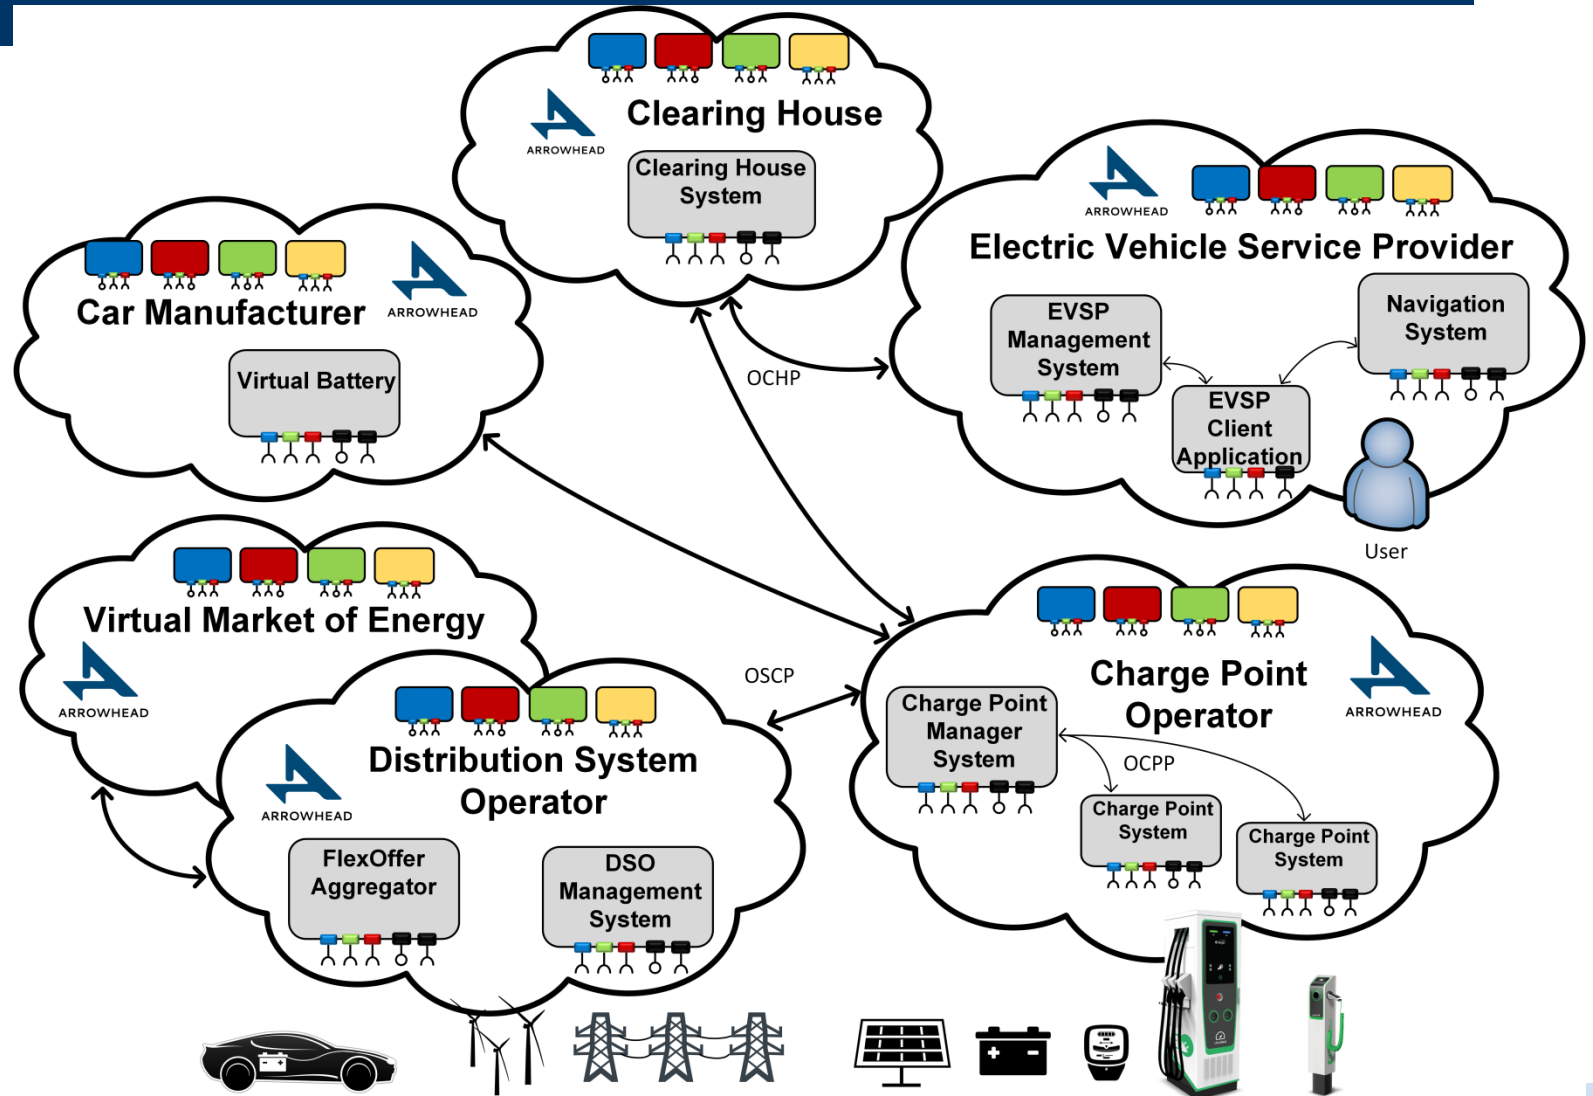 Clearing House
ARROWHEAD
Clearing House
System
ARROWHEAD
Electric Vehicle Service Provider
EVSP
Management
System
Navigation
System
EVSP
Client
Application
User
Car Manufacturer
ARROWHEAD
Virtual Battery
OCHP
Virtual Market of Energy
ARROWHEAD
OSCP
Distribution System
Operator
ARROWHEAD
FlexOffer
Aggregator
DSO
Management
System
Charge Point
Operator
ARROWHEAD
Charge Point
Manager
System
OCPP
Charge Point
System
Charge Point
System